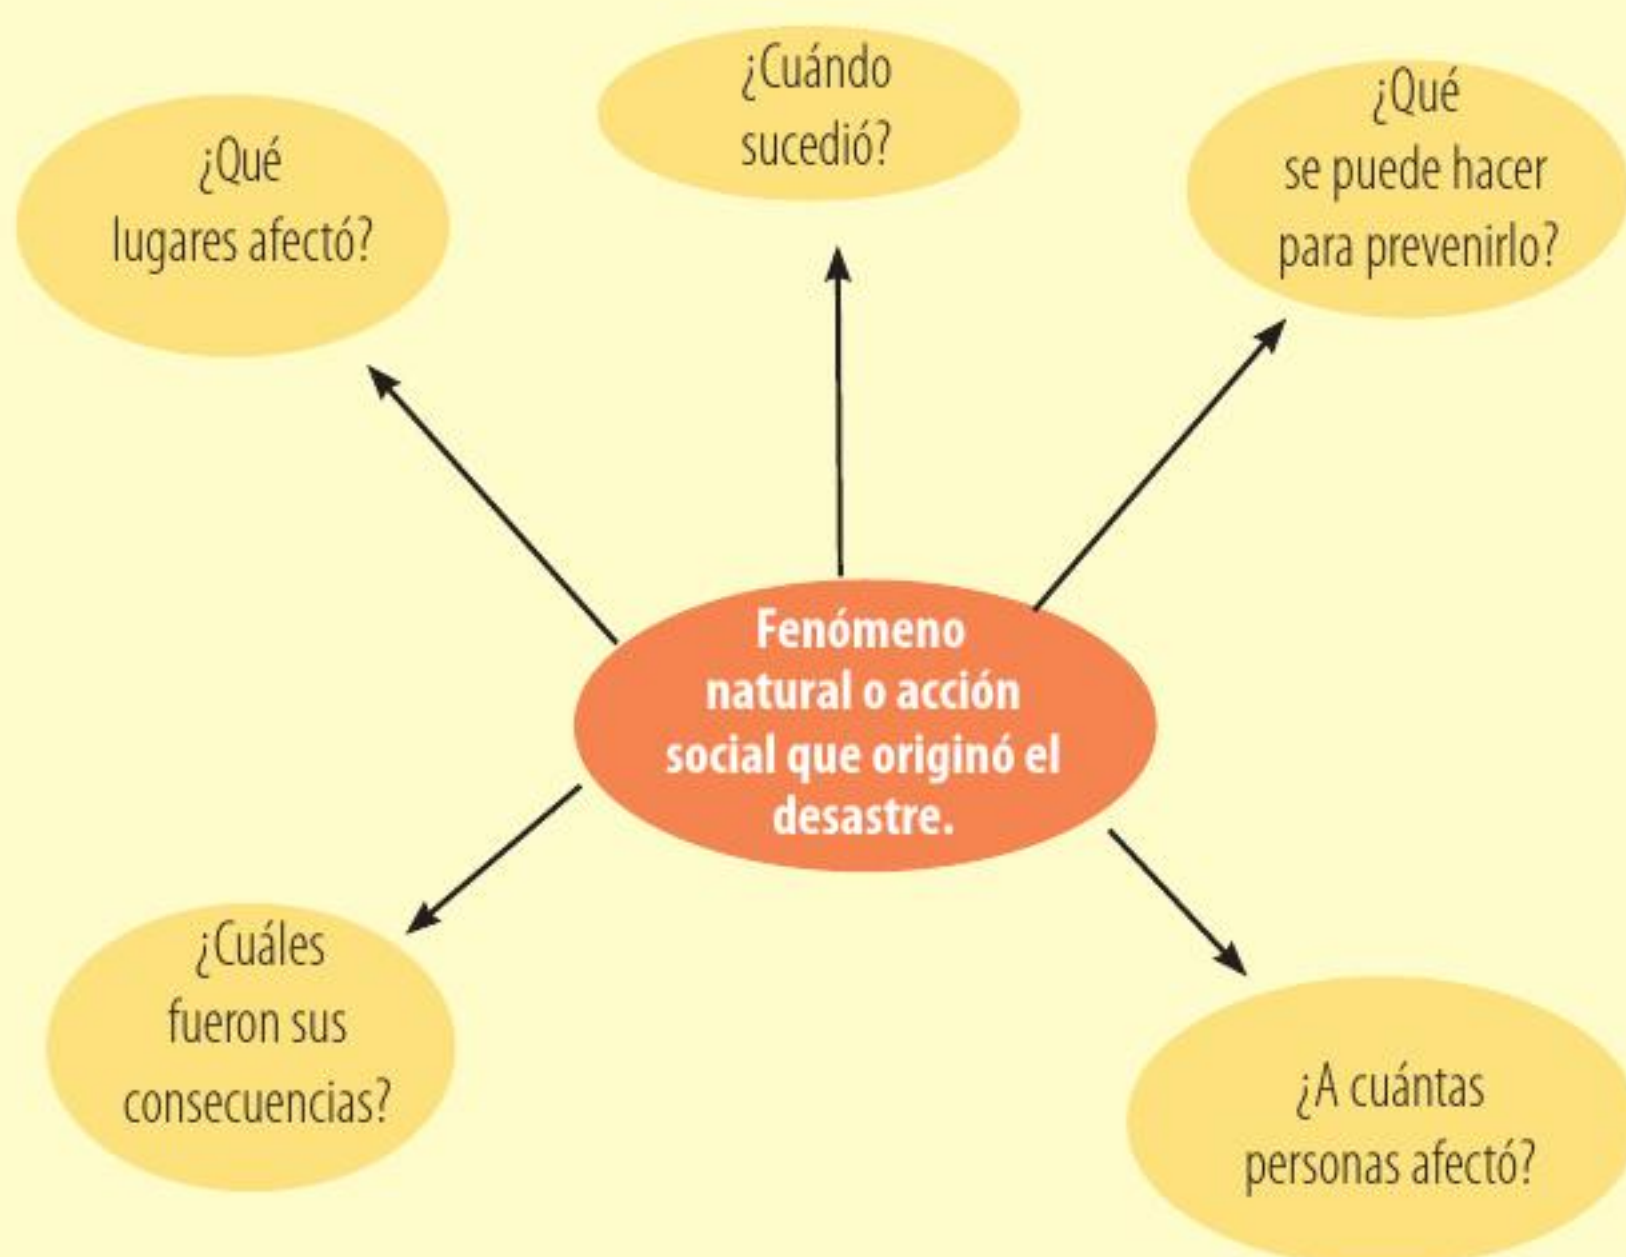 ¿Qué
lugares afectó?
¿Cuándo
sucedió?
¿Qué
se puede hacer
para prevenirlo?
Fenómeno
natural o acción
social que originó el
desastre.
¿Cuáles
fueron sus
consecuencias?
¿A cuántas
personas afectó?